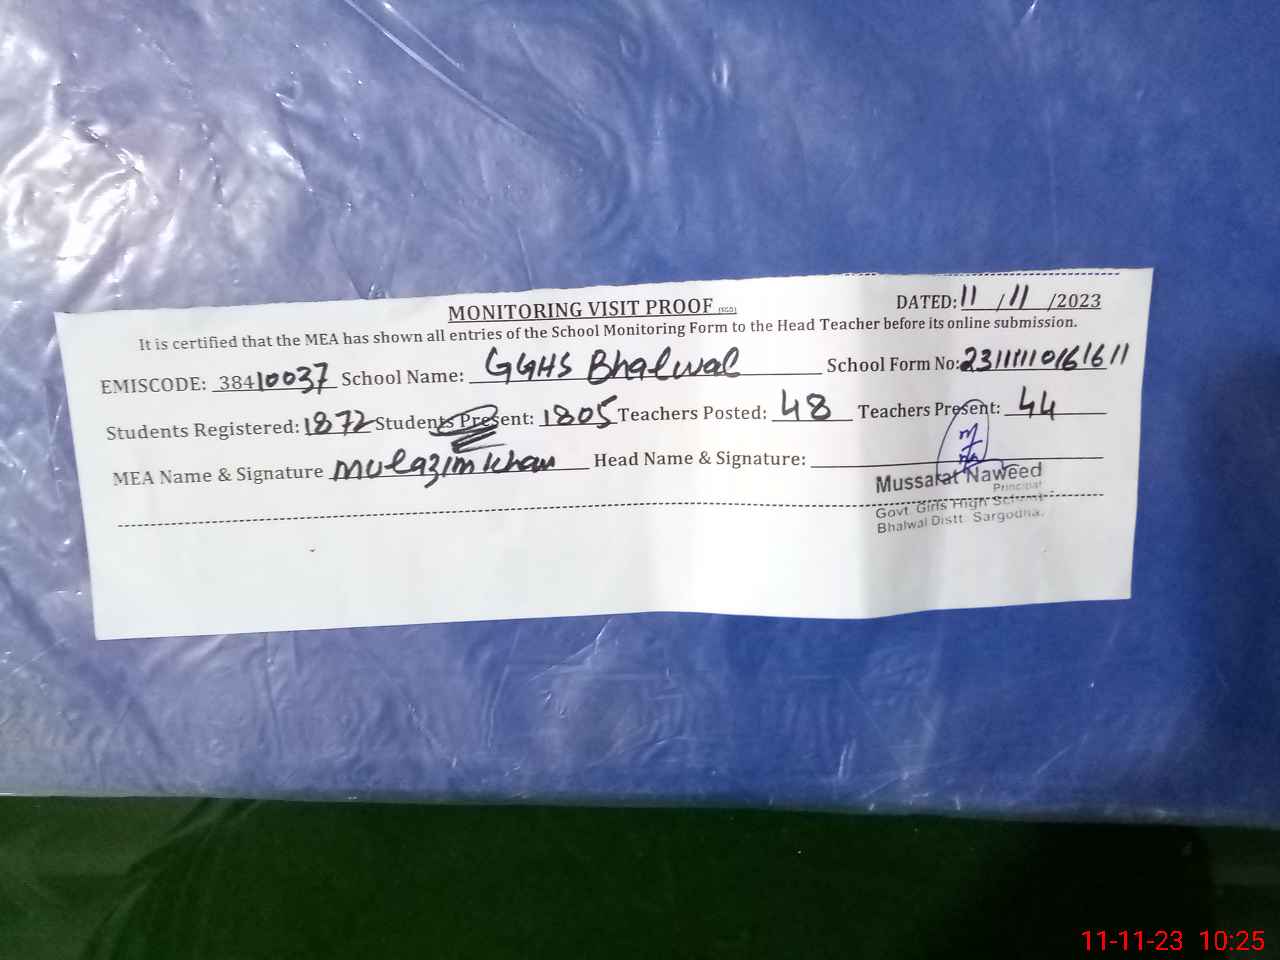 MONITORING VISIT PROOF (SGD)
DATED: 11 / 11 /2023
It is certified that the MEA has shown all entries of the School Monitoring Form to the Head Teacher before its online submission.
EMISCODE: 38410037 School Name: GGHS Bhalwal School Form No:
Students Registered: 1872 Students Present: 1805 Teachers Posted: 48 Teachers Present: 44
MEA Name & Signature Mulazim Khan Head Name & Signature:
Mussarat Naweed
Principal
Govt. Girls High School
Bhalwal Distt. Sargodha.
11-11-23 10:25